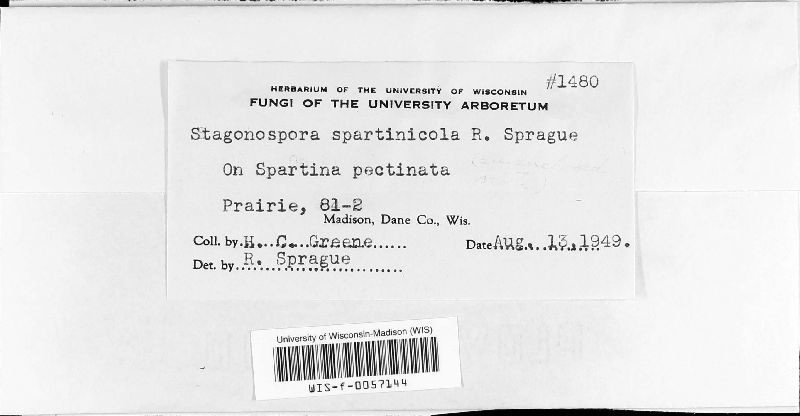 #1480
HERBARIUM OF THE UNIVERSITY OF WISCONSIN
FUNGI OF THE UNIVERSITY ARBORETUM
Stagonospora spartinicola R. Sprague
On Spartina pectinata
Prairie, 81-2
Madison, Dane Co., Wis.
Coll. by H. C. Greene
Date Aug. 13, 1949.
Det. by R. Sprague
University of Wisconsin-Madison (WIS)
WIS-f-0057144